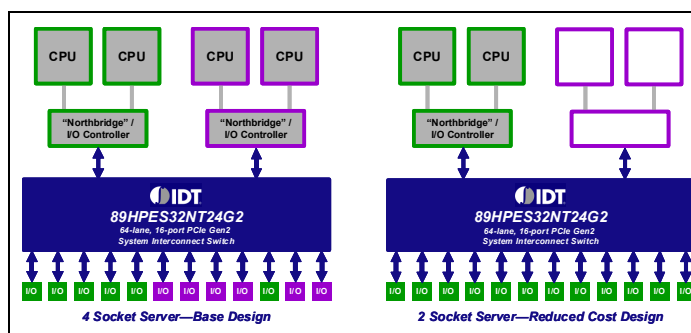 CPU CPU CPU CPU CPU CPU
"Northbridge" / "Northbridge" / "Northbridge" /
I/O Controller I/O Controller I/O Controller
IDT. IDT.
89HPES32NT24G2 89HPES32NT24G2
64-lane, 16-port PCIe Gen2 64-lane, 16-port PCIe Gen2
System Interconnect Switch System Interconnect Switch
I/O I/O I/O I/O I/O I/O I/O I/O I/O I/O I/O I/O I/O I/O I/O I/O I/O I/O I/O I/O I/O I/O I/O I/O
4 Socket Server—Base Design 2 Socket Server—Reduced Cost Design